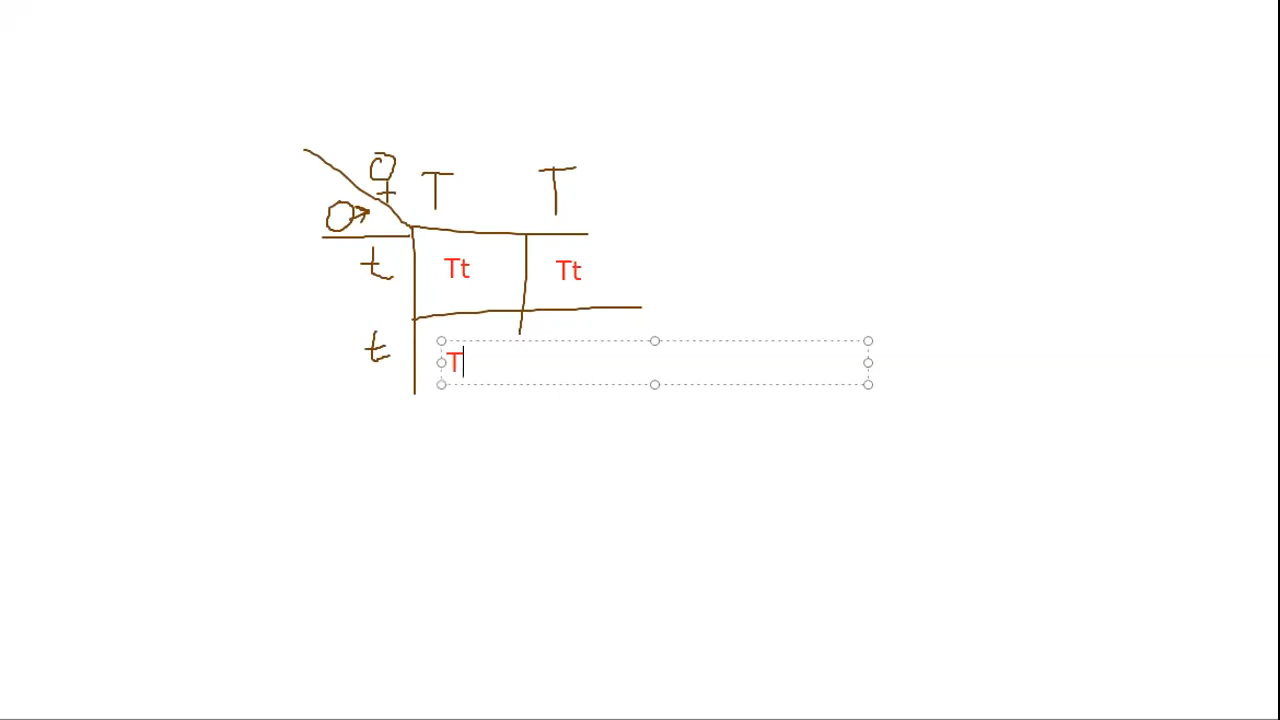 ♀ T T
♂
t Tt Tt
t T